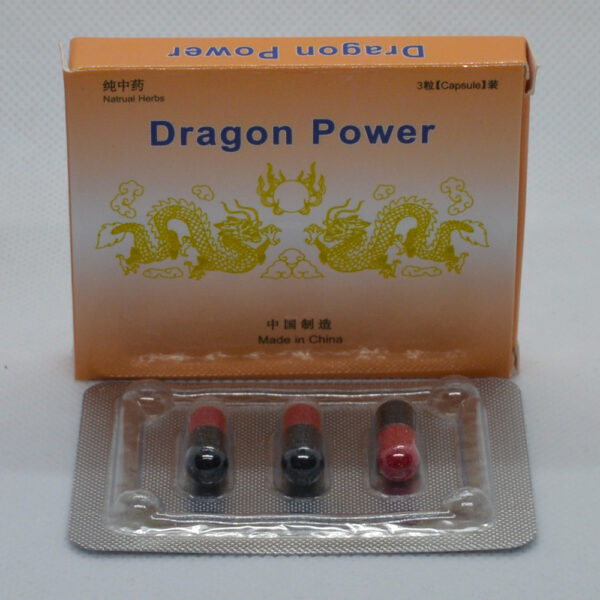 Dragon Power
纯中药
Natrual Herbs
3粒【Capsule】装
Dragon Power
中国制造
Made in China